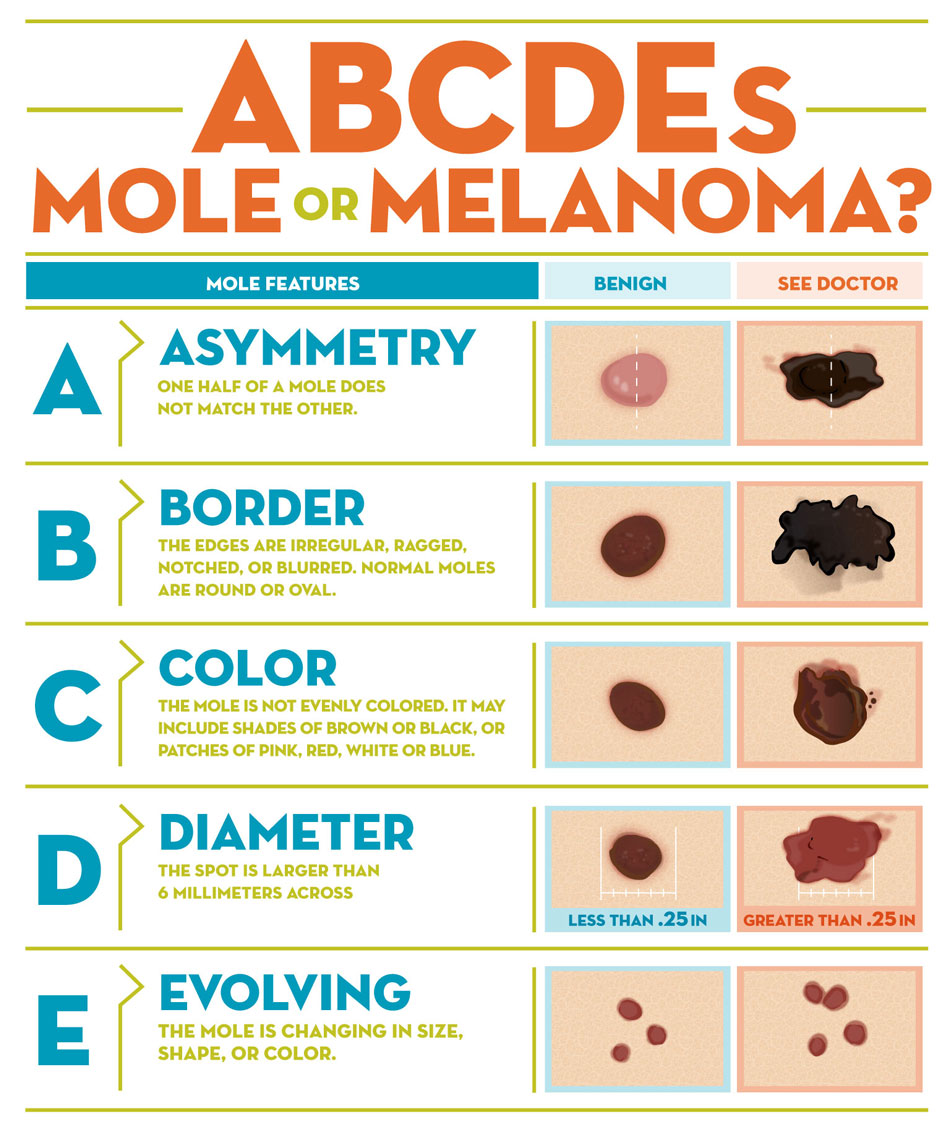 ABCDEs
MOLE OR MELANOMA?
MOLE FEATURES
BENIGN
SEE DOCTOR
A
ASYMMETRY
ONE HALF OF A MOLE DOES
NOT MATCH THE OTHER.
B
BORDER
THE EDGES ARE IRREGULAR, RAGGED,
NOTCHED, OR BLURRED. NORMAL MOLES
ARE ROUND OR OVAL.
C
COLOR
THE MOLE IS NOT EVENLY COLORED. IT MAY
INCLUDE SHADES OF BROWN OR BLACK, OR
PATCHES OF PINK, RED, WHITE OR BLUE.
D
DIAMETER
THE SPOT IS LARGER THAN
6 MILLIMETERS ACROSS
LESS THAN .25 IN
GREATER THAN .25 IN
E
EVOLVING
THE MOLE IS CHANGING IN SIZE,
SHAPE, OR COLOR.